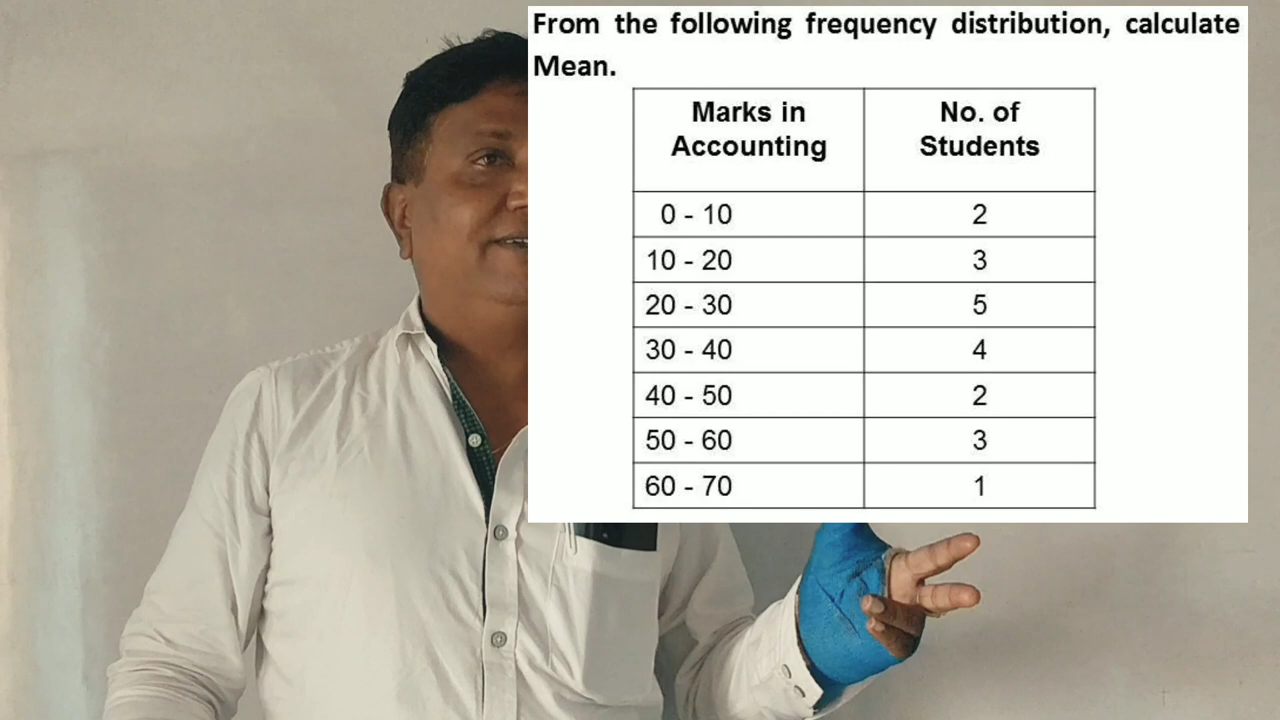 From the following frequency distribution, calculate
Mean.
Marks in Accounting No. of Students
0 - 10 2
10 - 20 3
20 - 30 5
30 - 40 4
40 - 50 2
50 - 60 3
60 - 70 1